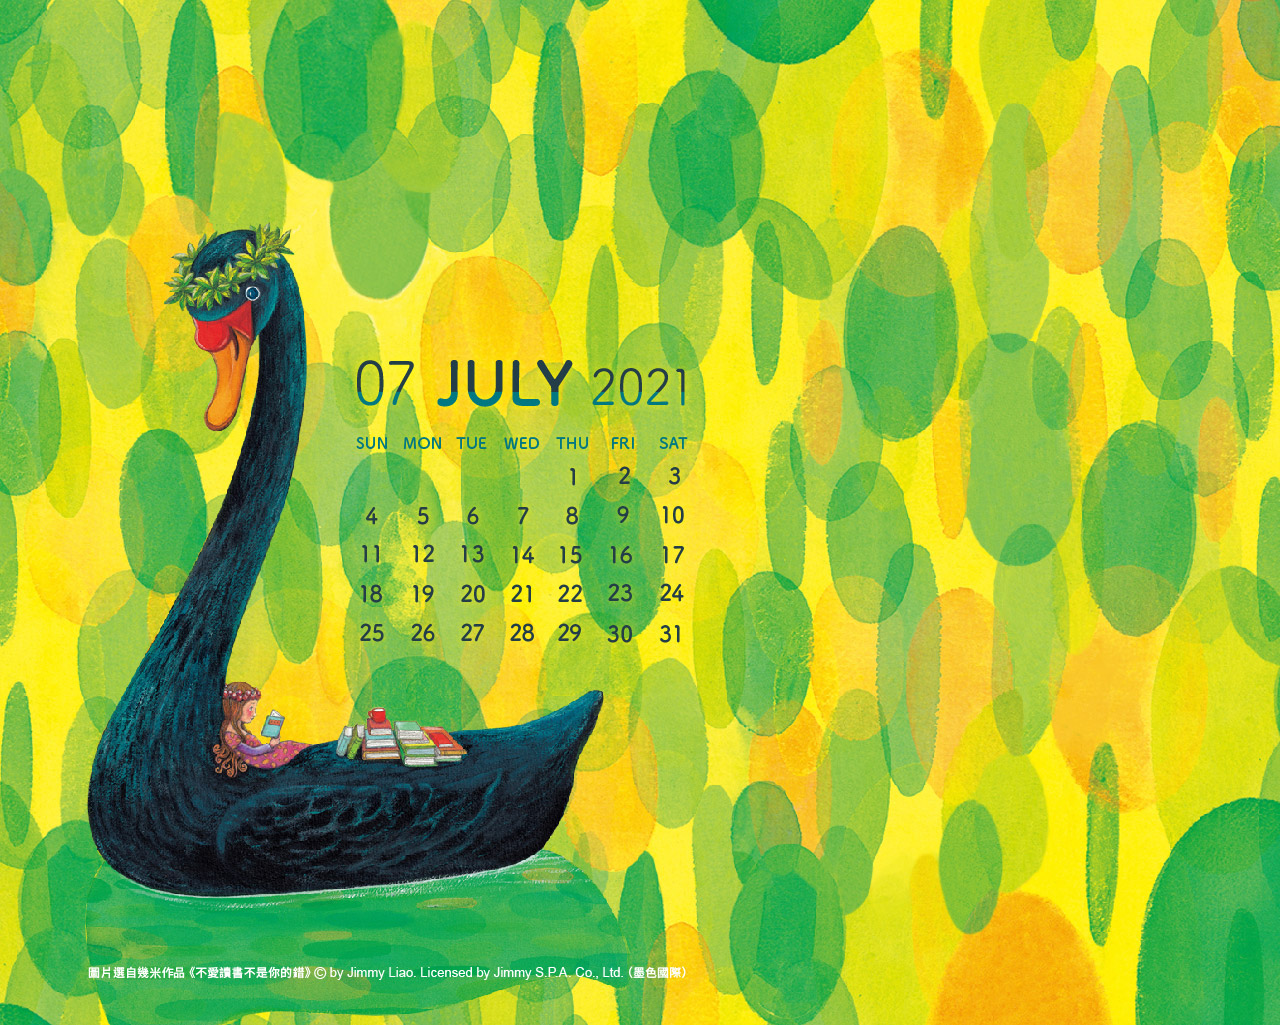 07 JULY 2021
SUN MON TUE WED THU FRI SAT
1 2 3
4 5 6 7 8 9 10
11 12 13 14 15 16 17
18 19 20 21 22 23 24
25 26 27 28 29 30 31
圖片選自幾米作品《不愛讀書不是你的錯》© by Jimmy Liao. Licensed by Jimmy S.P.A. Co., Ltd.（墨色國際）